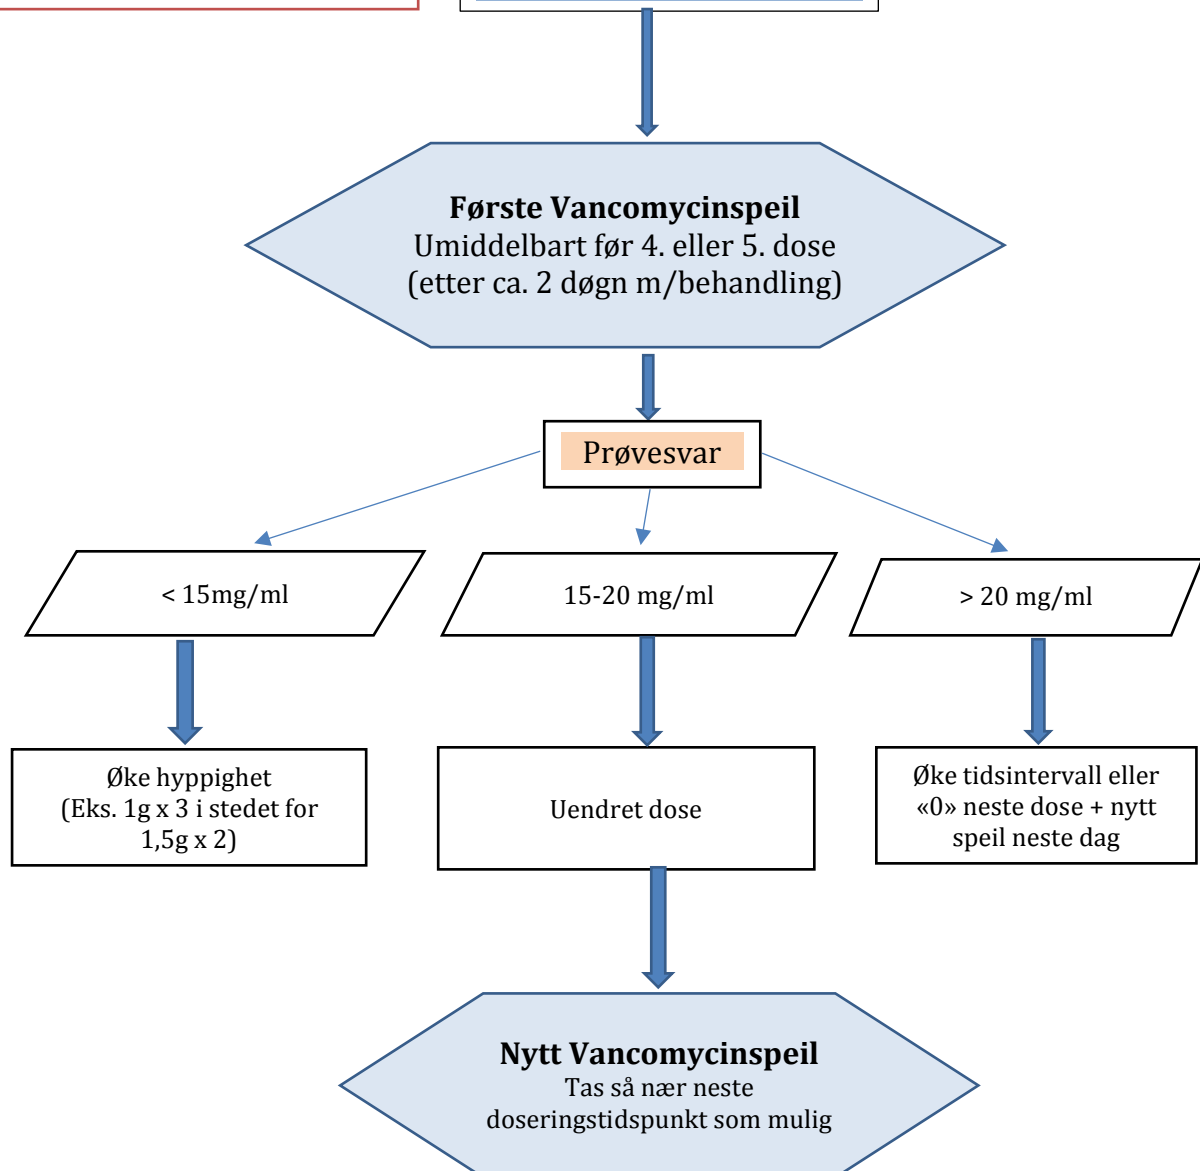 Første Vancomycinspeil
Umiddelbart før 4. eller 5. dose
(etter ca. 2 døgn m/behandling)
Prøvesvar
< 15mg/ml
15-20 mg/ml
> 20 mg/ml
Øke hyppighet
(Eks. 1g x 3 i stedet for
1,5g x 2)
Uendret dose
Øke tidsintervall eller
«0» neste dose + nytt
speil neste dag
Nytt Vancomycinspeil
Tas så nær neste
doseringstidspunkt som mulig